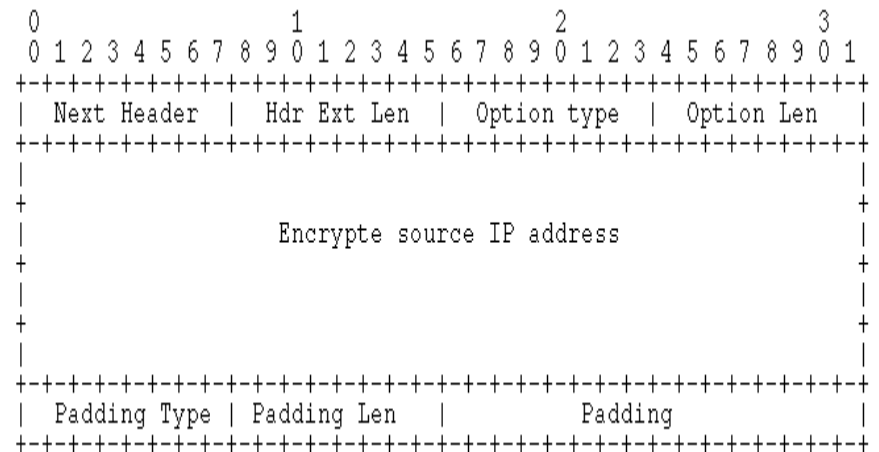 0 1 2 3
0 1 2 3 4 5 6 7 8 9 0 1 2 3 4 5 6 7 8 9 0 1 2 3 4 5 6 7 8 9 0 1
+-+-+-+-+-+-+-+-+-+-+-+-+-+-+-+-+-+-+-+-+-+-+-+-+-+-+-+-+-+-+-+-+
| Next Header | Hdr Ext Len | Option type | Option Len |
+-+-+-+-+-+-+-+-+-+-+-+-+-+-+-+-+-+-+-+-+-+-+-+-+-+-+-+-+-+-+-+-+
| |
+ +
| Encrypte source IP address |
+ +
| |
+ +
| |
+-+-+-+-+-+-+-+-+-+-+-+-+-+-+-+-+-+-+-+-+-+-+-+-+-+-+-+-+-+-+-+-+
| Padding Type | Padding Len | Padding |
+-+-+-+-+-+-+-+-+-+-+-+-+-+-+-+-+-+-+-+-+-+-+-+-+-+-+-+-+-+-+-+-+